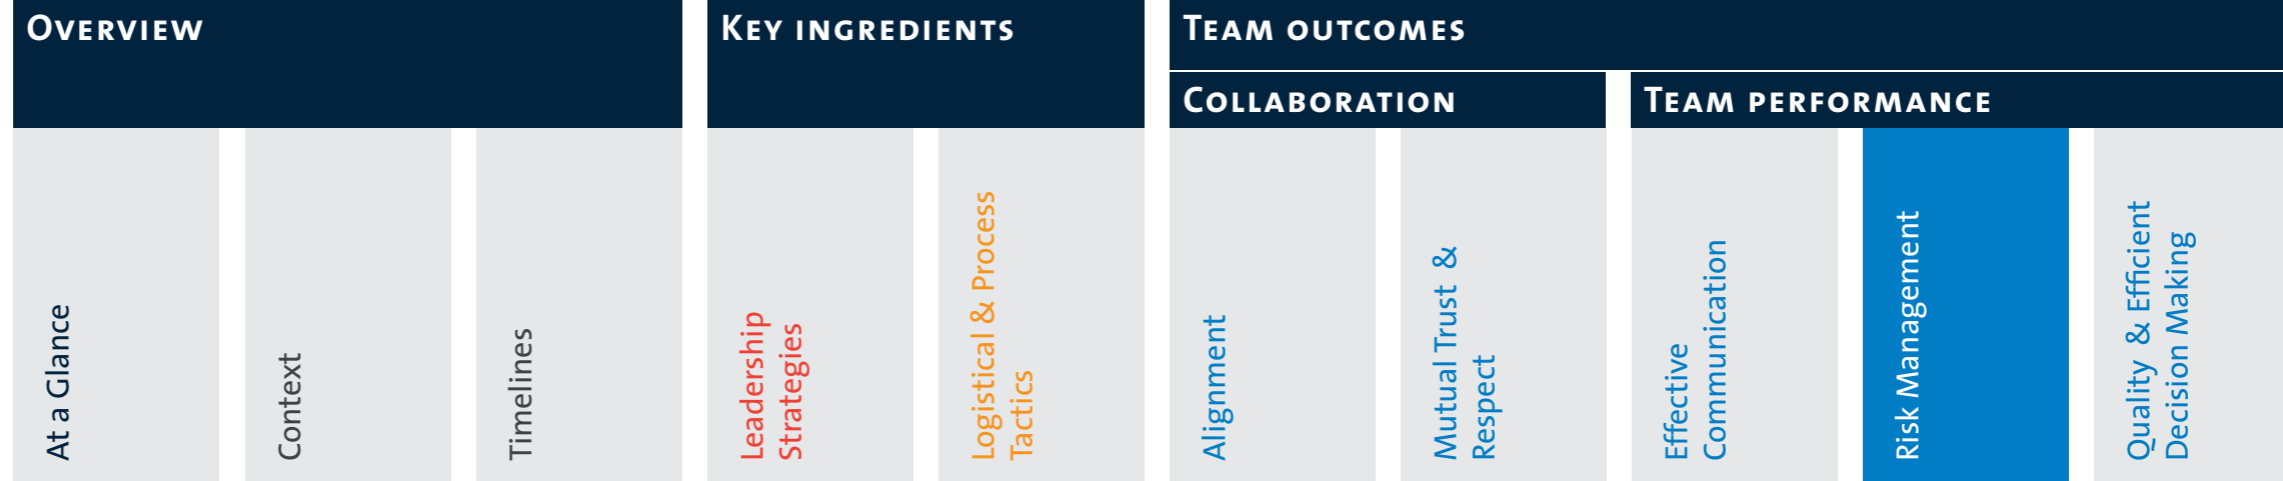 OVERVIEW
KEY INGREDIENTS
TEAM OUTCOMES
COLLABORATION
TEAM PERFORMANCE
At a Glance
Context
Timelines
Leadership
Strategies
Logistical & Process
Tactics
Alignment
Mutual Trust &
Respect
Effective
Communication
Risk Management
Quality & Efficient
Decision Making